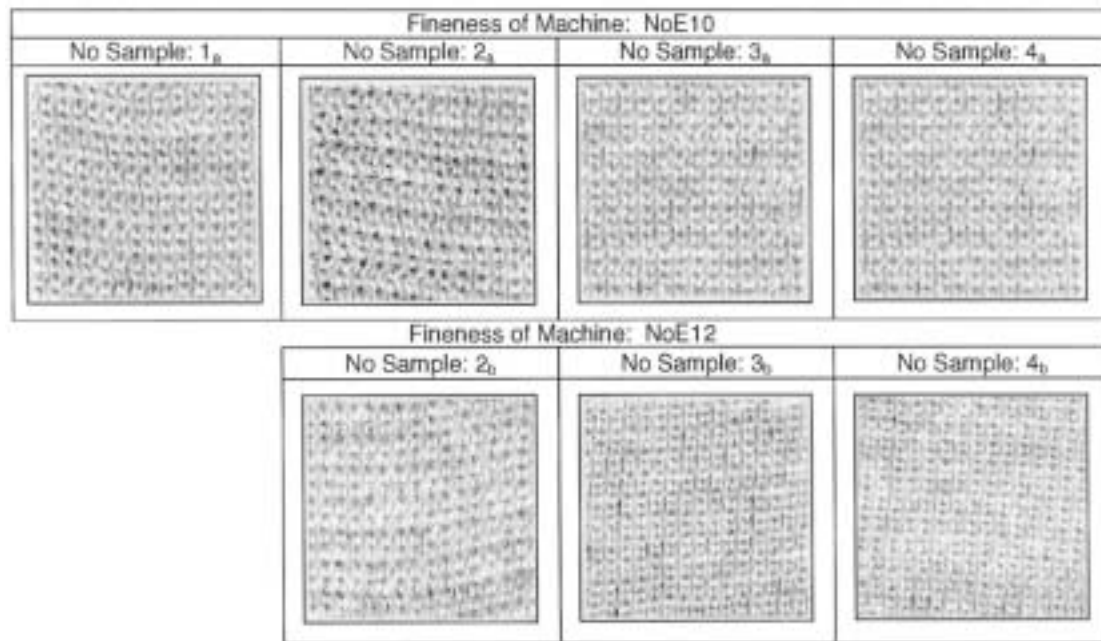 Fineness of Machine: NoE10
No Sample: 1a No Sample: 2a No Sample: 3a No Sample: 4a
Fineness of Machine: NoE12
No Sample: 2b No Sample: 3b No Sample: 4b